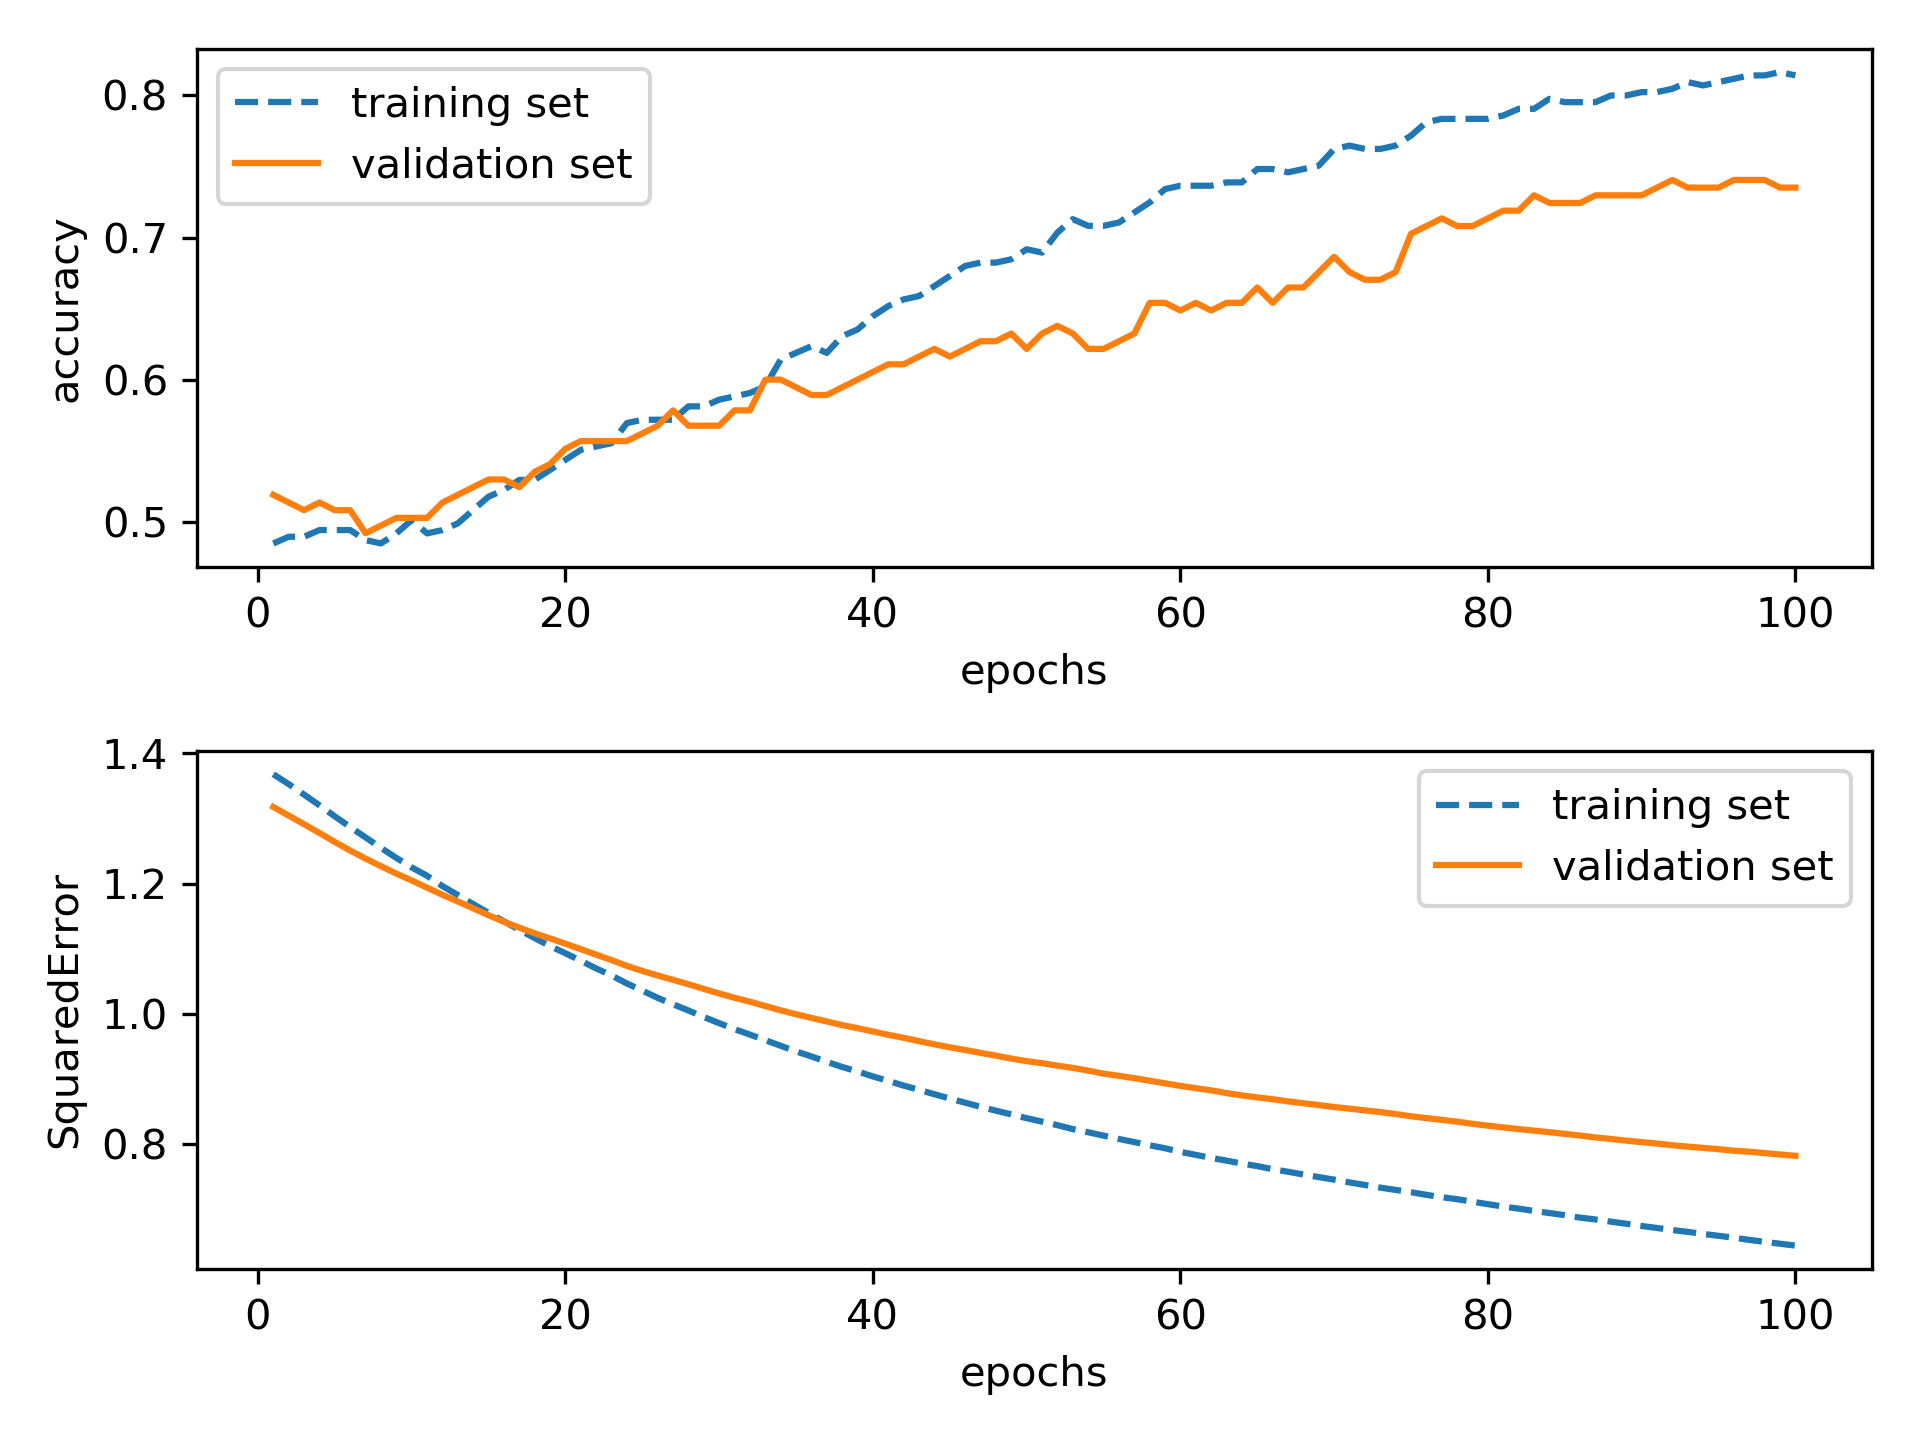 training set
validation set
accuracy
0.8
0.7
0.6
0.5
0 20 40 60 80 100
epochs
training set
validation set
SquaredError
1.4
1.2
1.0
0.8
0 20 40 60 80 100
epochs